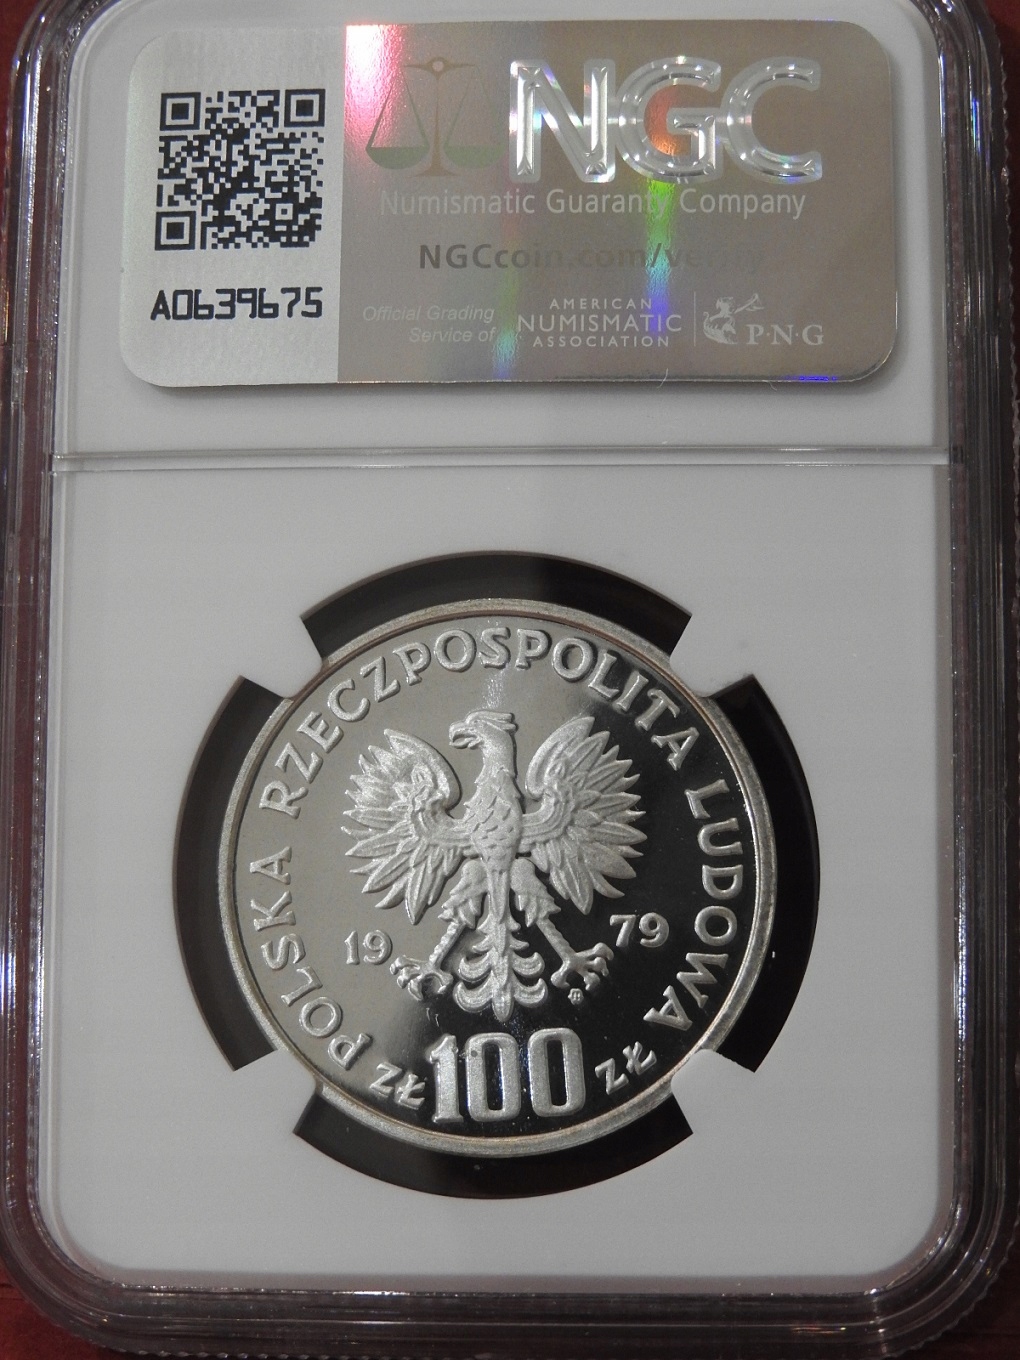 NGC
Numismatic Guaranty Company
NGCcoin.com/verify
A0639675
Official Grading
Service of
AMERICAN
NUMISMATIC
ASSOCIATION
P·N·G
POLSKA RZECZPOSPOLITA LUDOWA
19 79
ZŁ 100 ZŁ